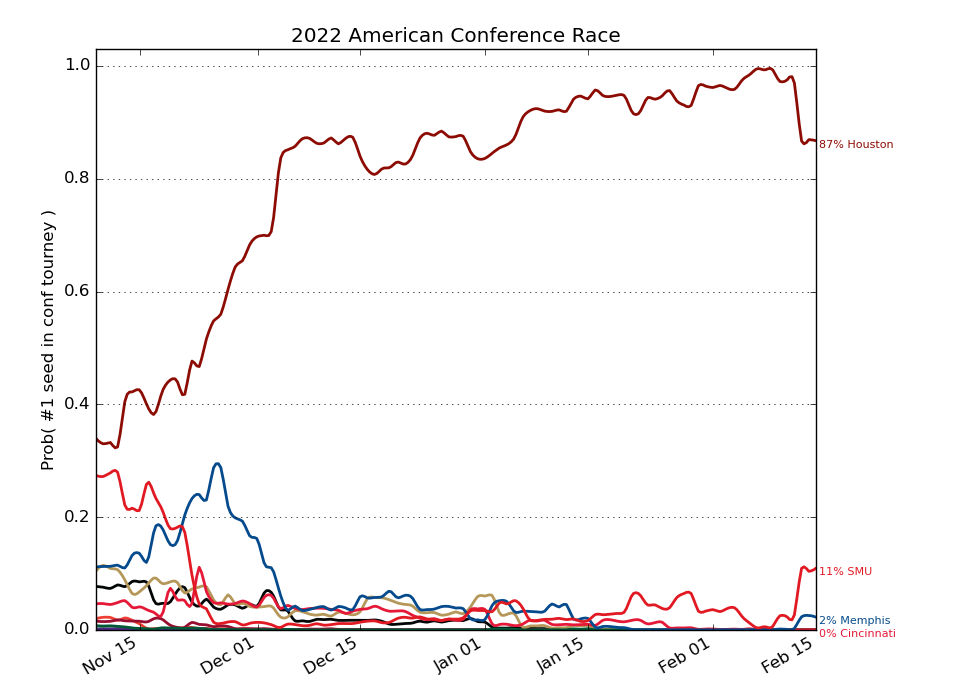 2022 American Conference Race
Prob( #1 seed in conf tourney )
1.0
0.8
0.6
0.4
0.2
0.0
Nov 15
Dec 01
Dec 15
Jan 01
Jan 15
Feb 01
Feb 15
87% Houston
11% SMU
2% Memphis
0% Cincinnati